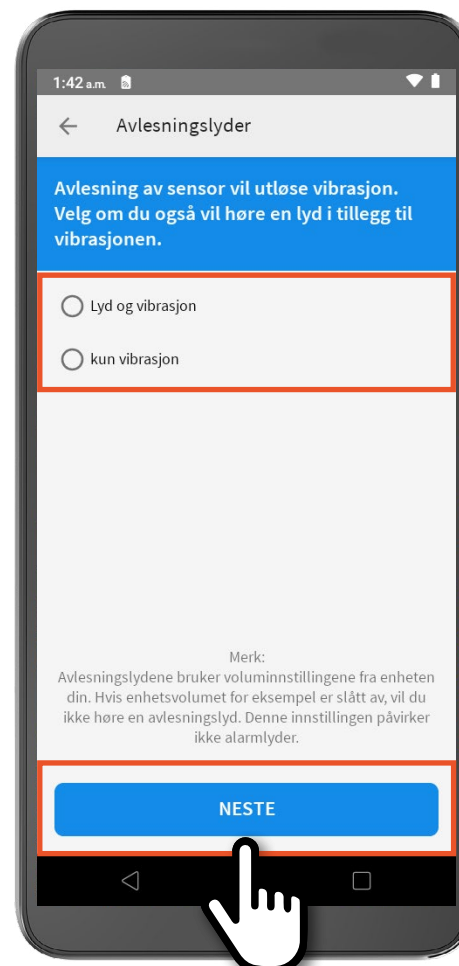 1:42 a.m.
Avlesningslyder
Avlesning av sensor vil utløse vibrasjon.
Velg om du også vil høre en lyd i tillegg til
vibrasjonen.
Lyd og vibrasjon
kun vibrasjon
Merk:
Avlesningslydene bruker voluminnstillingene fra enheten
din. Hvis enhetsvolumet for eksempel er slått av, vil du
ikke høre en avlesningslyd. Denne innstillingen påvirker
ikke alarmlyder.
NESTE